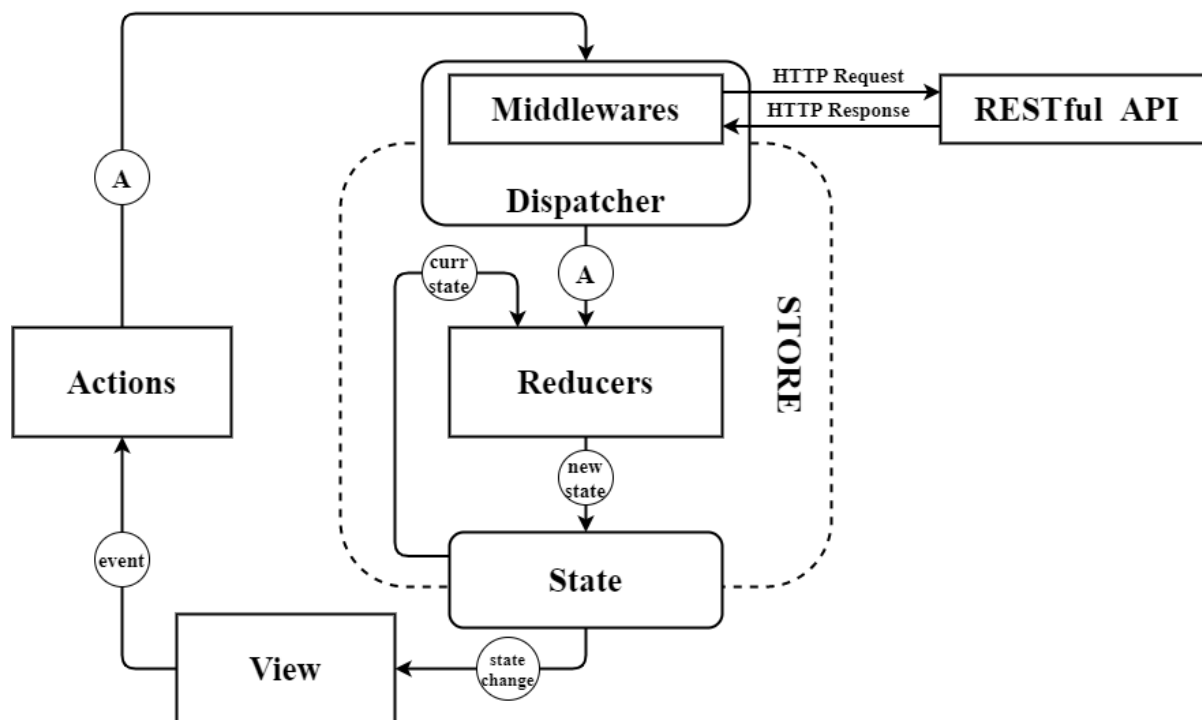 HTTP Request
Middlewares
RESTful API
HTTP Response
A
Dispatcher
curr
state
A
STORE
Actions
Reducers
new
state
event
State
View
state
change